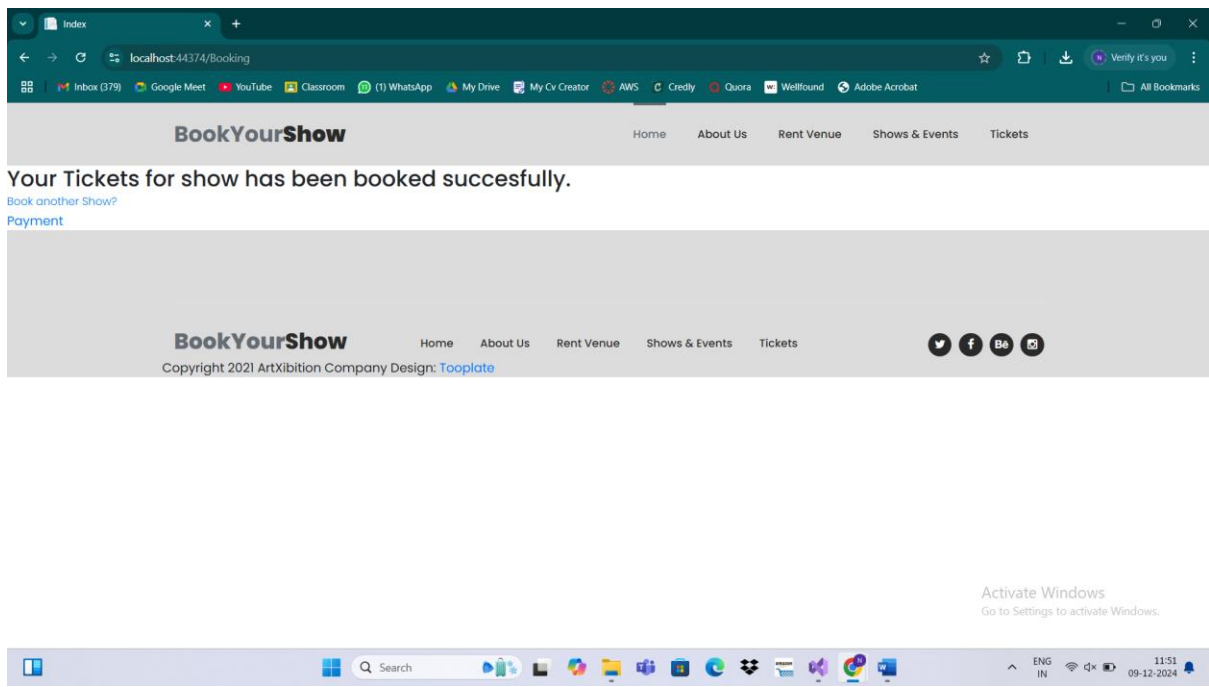 Index
localhost:44374/Booking
Verify it's you
Inbox (379) Google Meet YouTube Classroom (1) WhatsApp My Drive My Cv Creator AWS Credly Quora Wellfound Adobe Acrobat All Bookmarks
BookYourShow Home About Us Rent Venue Shows & Events Tickets
Your Tickets for show has been booked succesfully.
Book another Show?
Payment
BookYourShow Home About Us Rent Venue Shows & Events Tickets
Copyright 2021 ArtXibition Company Design: Tooplate
Activate Windows
Go to Settings to activate Windows.
Search ENG 11:51
IN 09-12-2024